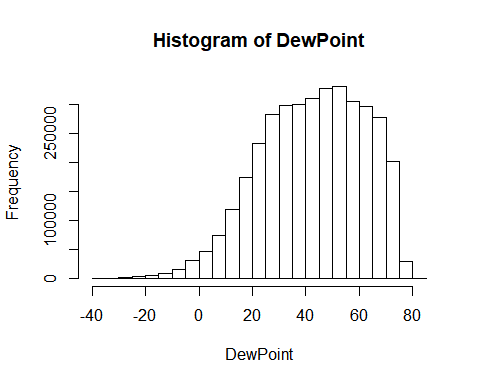 Histogram of DewPoint
Frequency
250000
100000
0
-40 -20 0 20 40 60 80
DewPoint